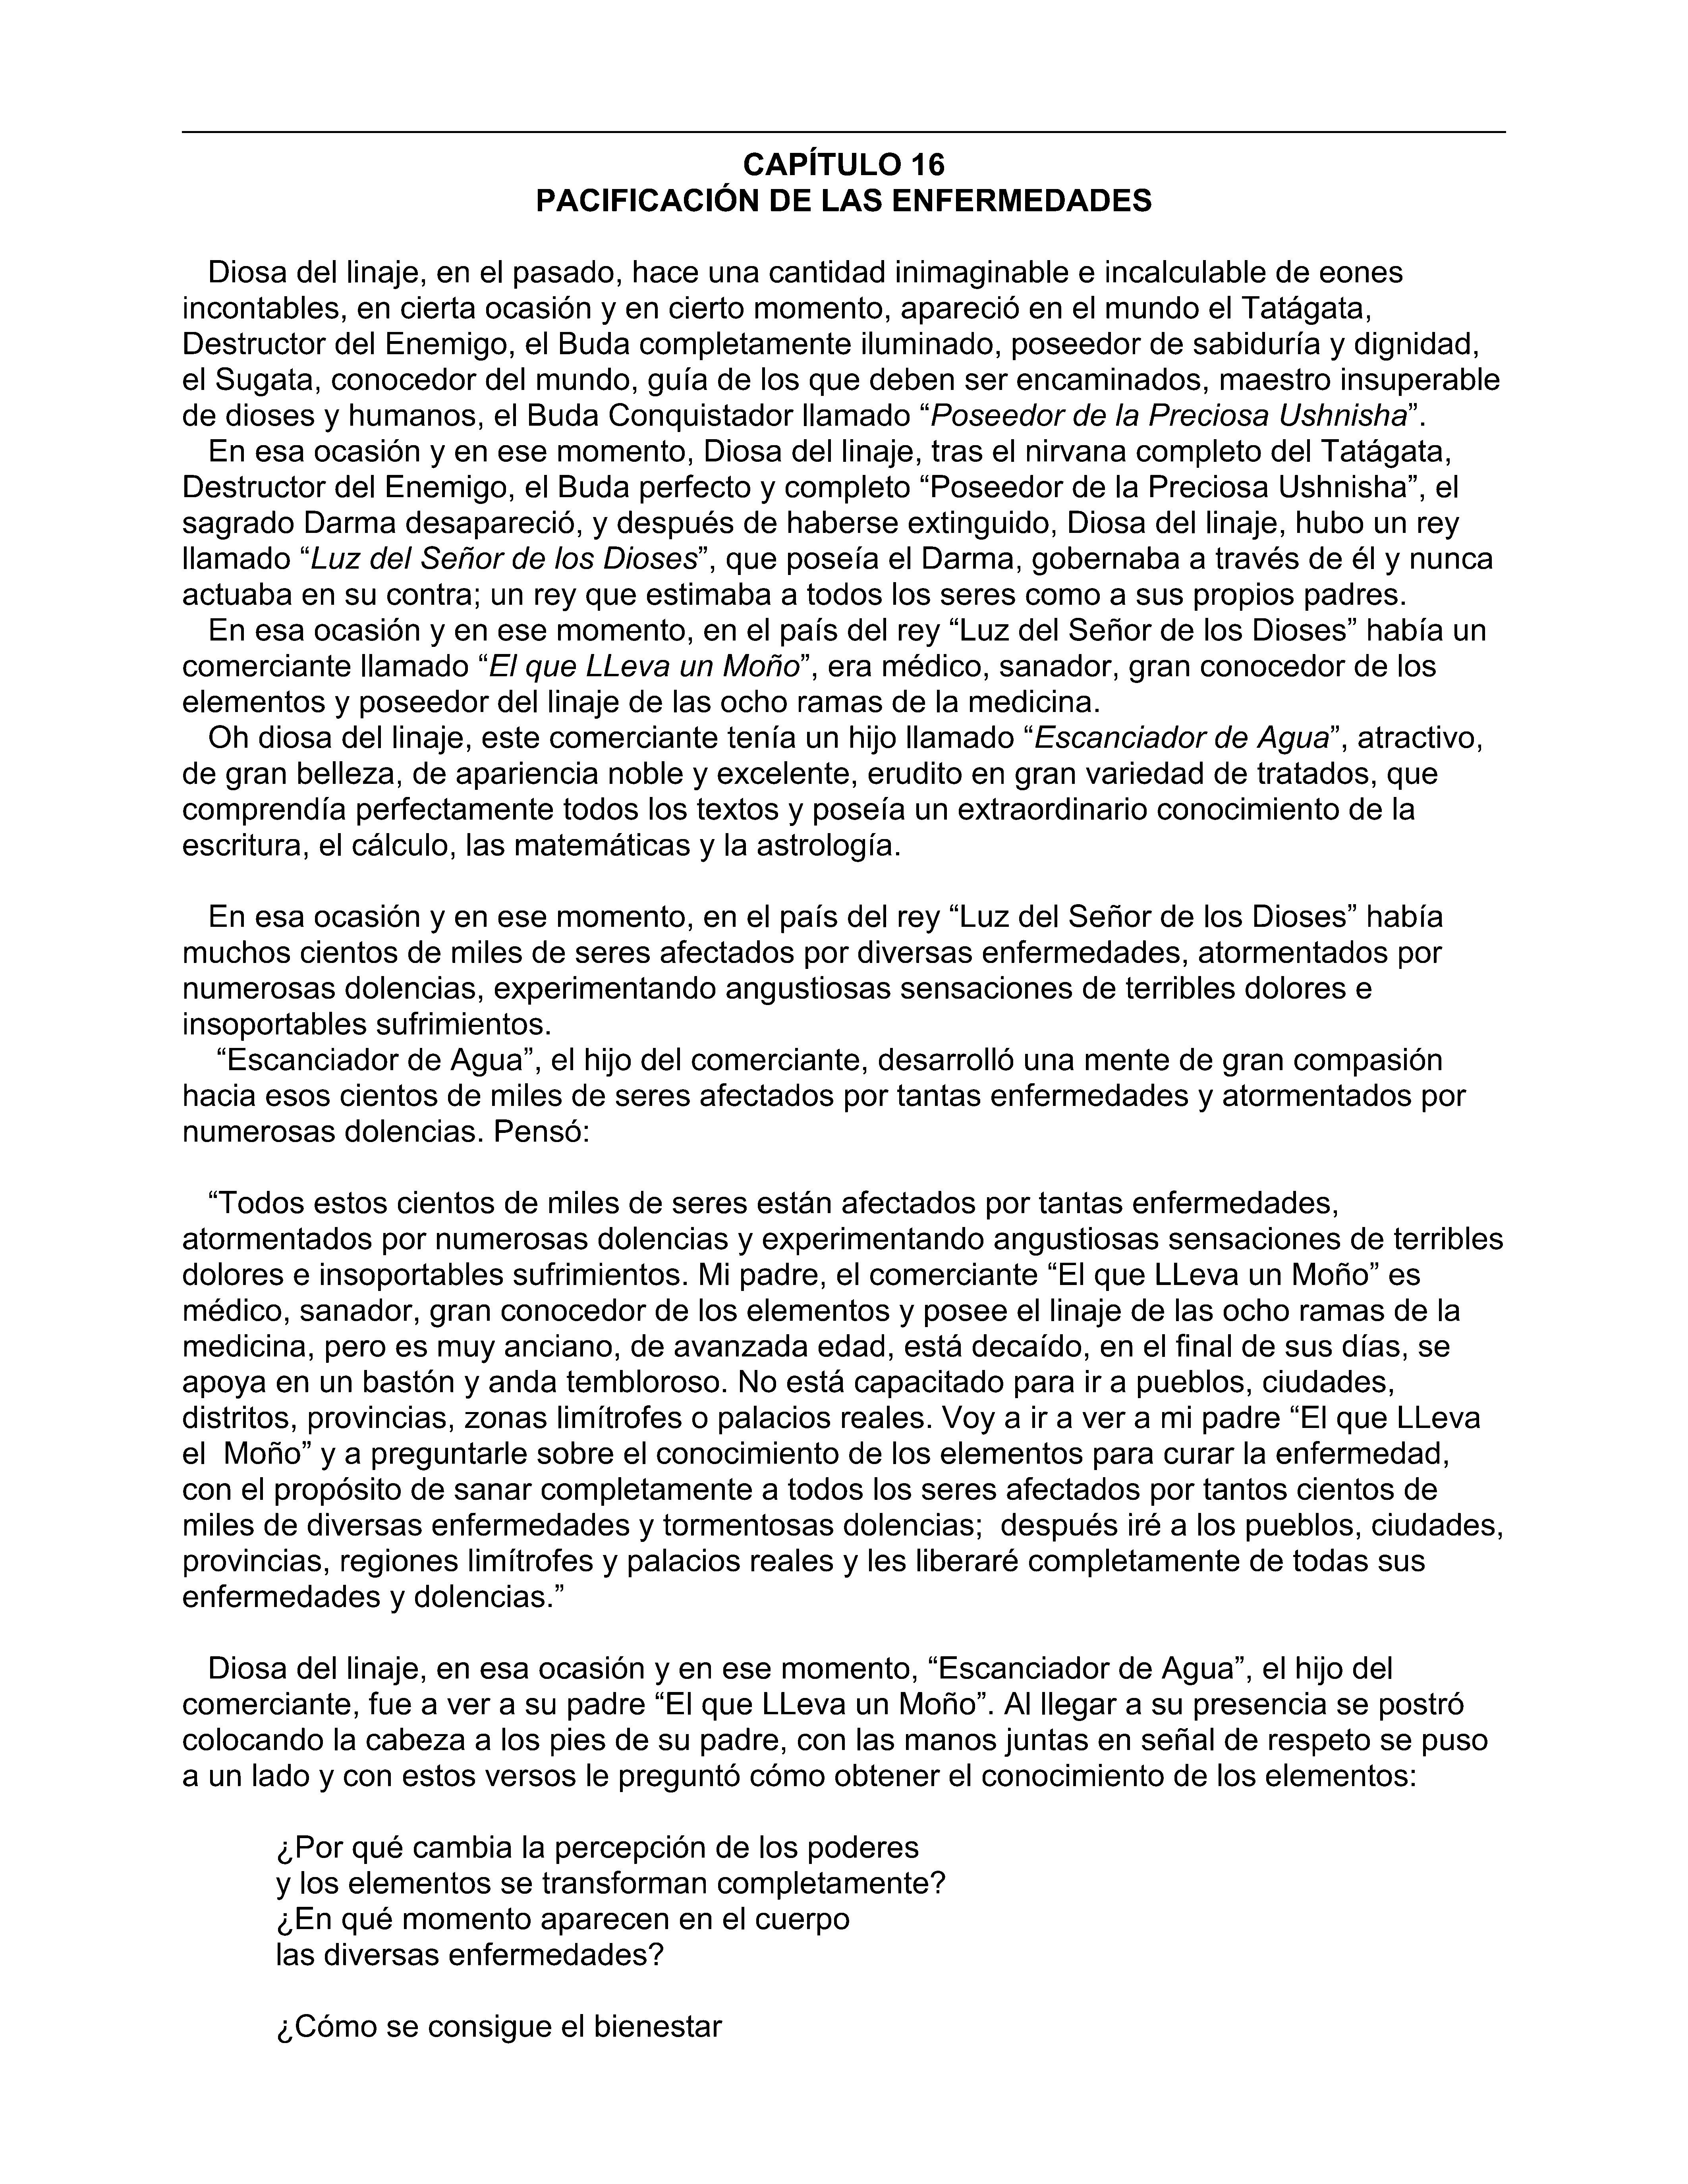 CAPÍTULO 16
PACIFICACIÓN DE LAS ENFERMEDADES
Diosa del linaje, en el pasado, hace una cantidad inimaginable e incalculable de eones
incontables, en cierta ocasión y en cierto momento, apareció en el mundo el Tatágata,
Destructor del Enemigo, el Buda completamente iluminado, poseedor de sabiduría y dignidad,
el Sugata, conocedor del mundo, guía de los que deben ser encaminados, maestro insuperable
de dioses y humanos, el Buda Conquistador llamado “Poseedor de la Preciosa Ushnisha”.
En esa ocasión y en ese momento, Diosa del linaje, tras el nirvana completo del Tatágata,
Destructor del Enemigo, el Buda perfecto y completo “Poseedor de la Preciosa Ushnisha”, el
sagrado Darma desapareció, y después de haberse extinguido, Diosa del linaje, hubo un rey
llamado “Luz del Señor de los Dioses”, que poseía el Darma, gobernaba a través de él y nunca
actuaba en su contra; un rey que estimaba a todos los seres como a sus propios padres.
En esa ocasión y en ese momento, en el país del rey “Luz del Señor de los Dioses” había un
comerciante llamado “El que LLeva un Moño”, era médico, sanador, gran conocedor de los
elementos y poseedor del linaje de las ocho ramas de la medicina.
Oh diosa del linaje, este comerciante tenía un hijo llamado “Escanciador de Agua”, atractivo,
de gran belleza, de apariencia noble y excelente, erudito en gran variedad de tratados, que
comprendía perfectamente todos los textos y poseía un extraordinario conocimiento de la
escritura, el cálculo, las matemáticas y la astrología.
En esa ocasión y en ese momento, en el país del rey “Luz del Señor de los Dioses” había
muchos cientos de miles de seres afectados por diversas enfermedades, atormentados por
numerosas dolencias, experimentando angustiosas sensaciones de terribles dolores e
insoportables sufrimientos.
“Escanciador de Agua”, el hijo del comerciante, desarrolló una mente de gran compasión
hacia esos cientos de miles de seres afectados por tantas enfermedades y atormentados por
numerosas dolencias. Pensó:
“Todos estos cientos de miles de seres están afectados por tantas enfermedades,
atormentados por numerosas dolencias y experimentando angustiosas sensaciones de terribles
dolores e insoportables sufrimientos. Mi padre, el comerciante “El que LLeva un Moño” es
médico, sanador, gran conocedor de los elementos y posee el linaje de las ocho ramas de la
medicina, pero es muy anciano, de avanzada edad, está decaído, en el final de sus días, se
apoya en un bastón y anda tembloroso. No está capacitado para ir a pueblos, ciudades,
distritos, provincias, zonas limítrofes o palacios reales. Voy a ir a ver a mi padre “El que LLeva
el  Moño” y a preguntarle sobre el conocimiento de los elementos para curar la enfermedad,
con el propósito de sanar completamente a todos los seres afectados por tantos cientos de
miles de diversas enfermedades y tormentosas dolencias;  después iré a los pueblos, ciudades,
provincias, regiones limítrofes y palacios reales y les liberaré completamente de todas sus
enfermedades y dolencias.”
Diosa del linaje, en esa ocasión y en ese momento, “Escanciador de Agua”, el hijo del
comerciante, fue a ver a su padre “El que LLeva un Moño”. Al llegar a su presencia se postró
colocando la cabeza a los pies de su padre, con las manos juntas en señal de respeto se puso
a un lado y con estos versos le preguntó cómo obtener el conocimiento de los elementos:
¿Por qué cambia la percepción de los poderes
y los elementos se transforman completamente?
¿En qué momento aparecen en el cuerpo
las diversas enfermedades?
¿Cómo se consigue el bienestar